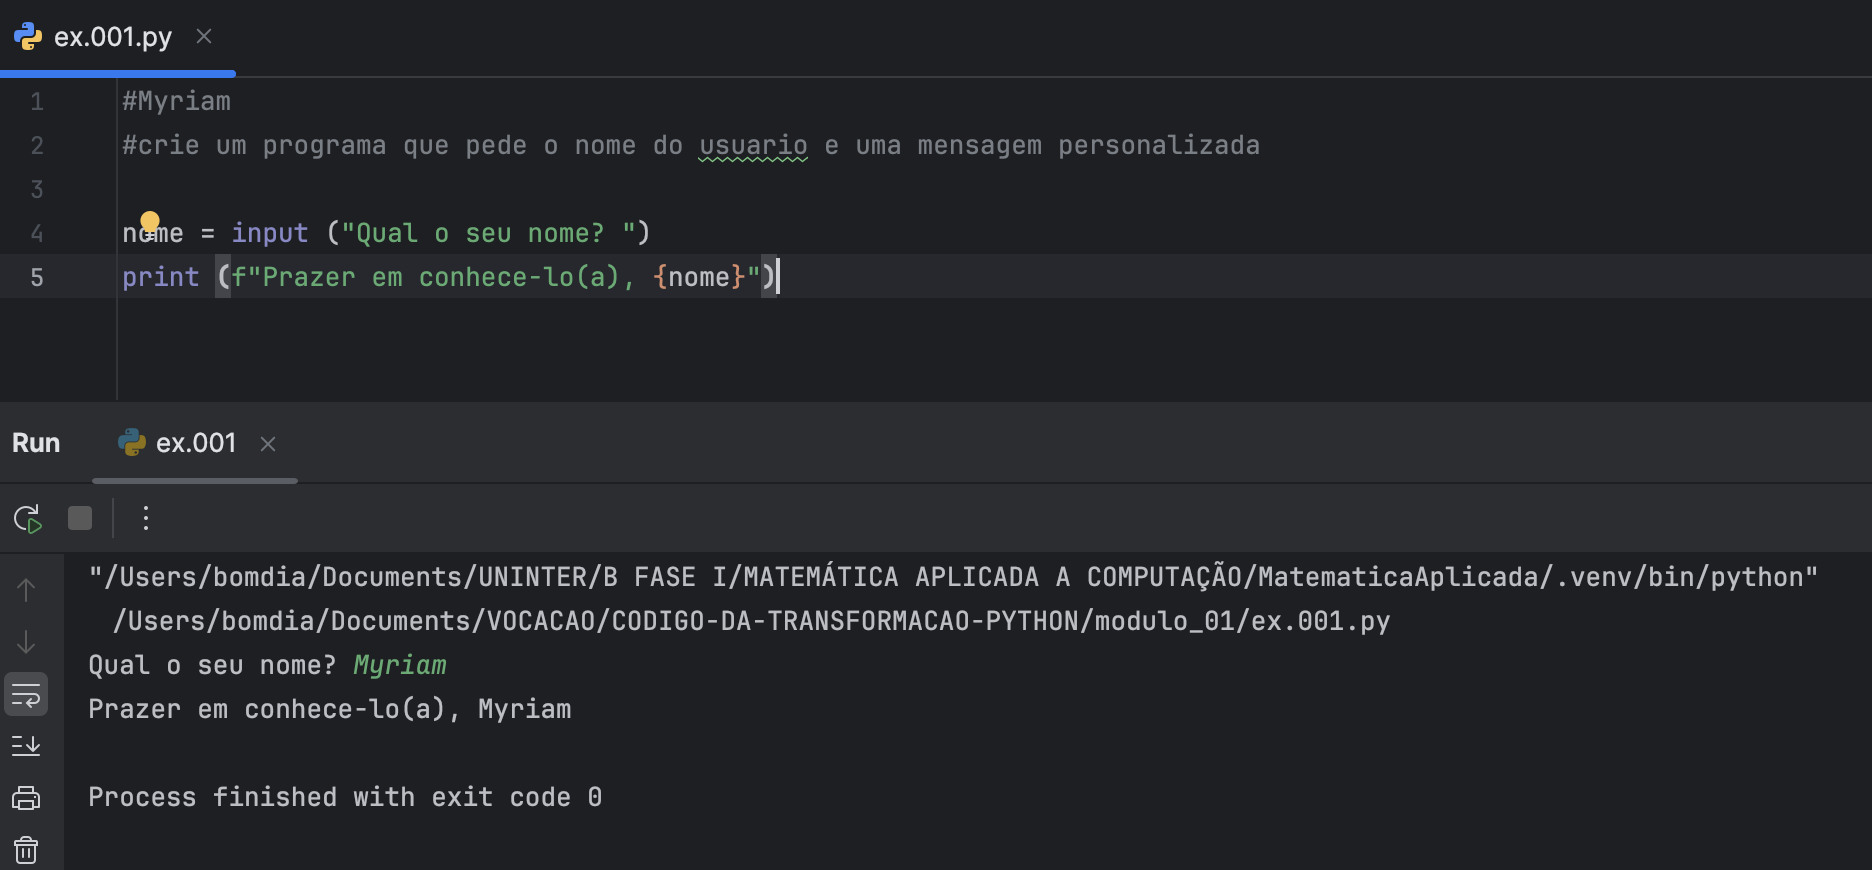 ex.001.py
1 #Myriam
2 #crie um programa que pede o nome do usuario e uma mensagem personalizada
3
4 nome = input ("Qual o seu nome? ")
5 print (f"Prazer em conhece-lo(a), {nome}")
Run ex.001
"/Users/bomdia/Documents/UNINTER/B FASE I/MATEMÁTICA APLICADA A COMPUTAÇÃO/MatematicaAplicada/.venv/bin/python"
/Users/bomdia/Documents/VOCACAO/CODIGO-DA-TRANSFORMACAO-PYTHON/modulo_01/ex.001.py
Qual o seu nome? Myriam
Prazer em conhece-lo(a), Myriam
Process finished with exit code 0